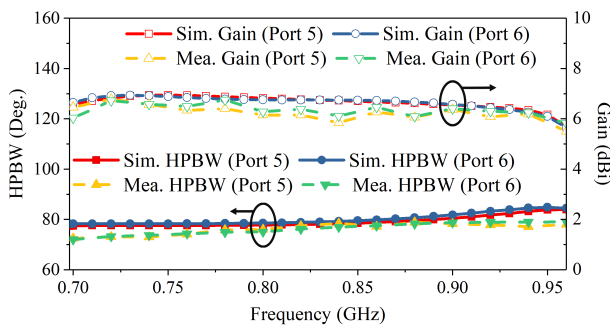 160
140
120
100
80
60
HPBW (Deg.)
10
8
6
4
2
0
Gain (dBi)
Sim. Gain (Port 5)
Sim. Gain (Port 6)
Mea. Gain (Port 5)
Mea. Gain (Port 6)
Sim. HPBW (Port 5)
Sim. HPBW (Port 6)
Mea. HPBW (Port 5)
Mea. HPBW (Port 6)
0.70 0.75 0.80 0.85 0.90 0.95
Frequency (GHz)